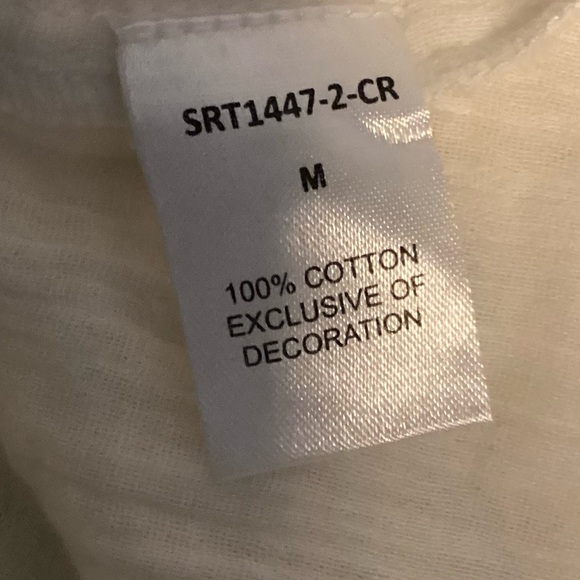 SRT1447-2-CR
M
100% COTTON
EXCLUSIVE OF
DECORATION